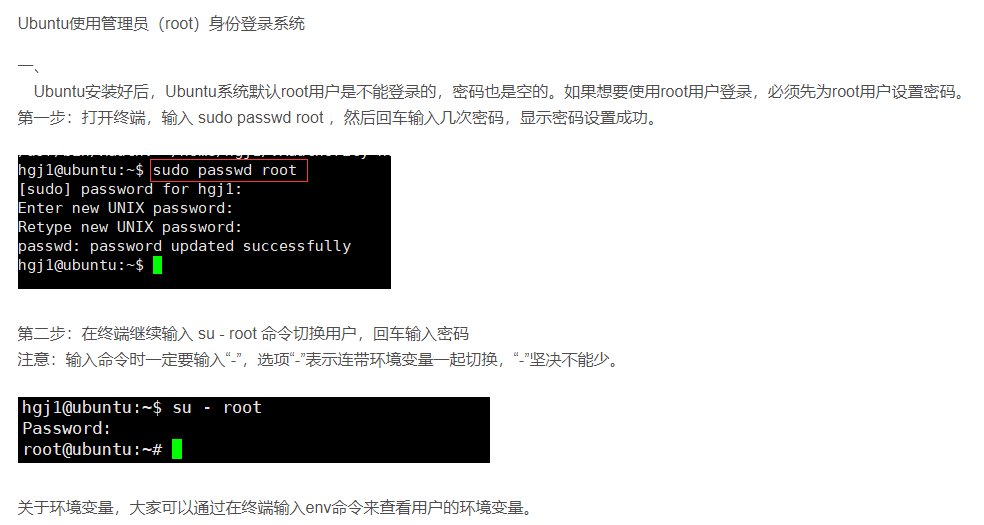 Ubuntu使用管理员（root）身份登录系统
一、
Ubuntu安装好后，Ubuntu系统默认root用户是不能登录的，密码也是空的。如果想要使用root用户登录，必须先为root用户设置密码。
第一步：打开终端，输入 sudo passwd root ，然后回车输入几次密码，显示密码设置成功。
hgj1@ubuntu:~$ sudo passwd root
[sudo] password for hgj1:
Enter new UNIX password:
Retype new UNIX password:
passwd: password updated successfully
hgj1@ubuntu:~$
第二步：在终端继续输入 su - root 命令切换用户，回车输入密码
注意：输入命令时一定要输入“-”，选项“-”表示连带环境变量一起切换，“-”坚决不能少。
hgj1@ubuntu:~$ su - root
Password:
root@ubuntu:~#
关于环境变量，大家可以通过在终端输入env命令来查看用户的环境变量。